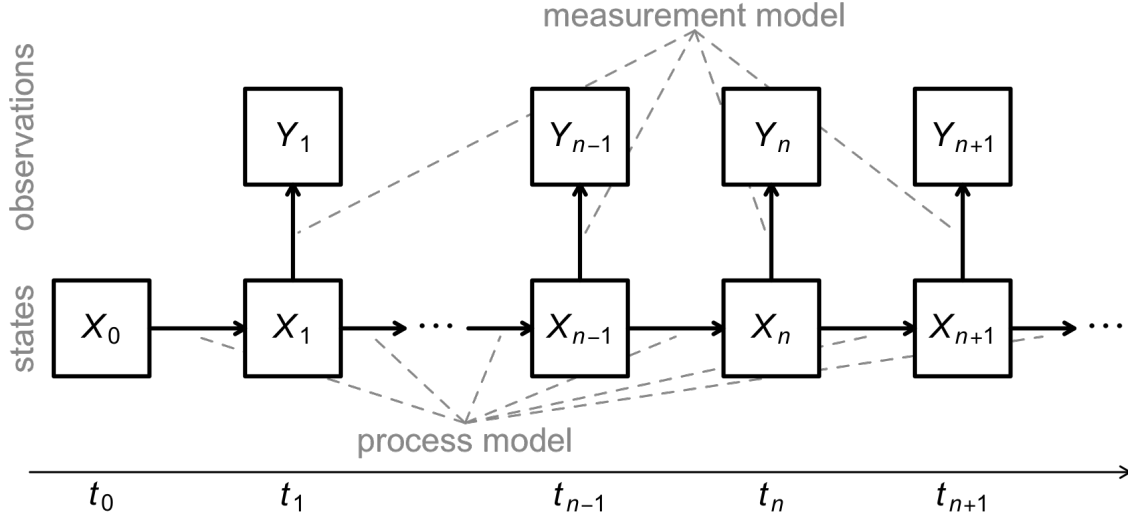 measurement model
observations
Y₁ Yₙ₋₁ Yₙ Yₙ₊₁
states
X₀ X₁ ··· Xₙ₋₁ Xₙ Xₙ₊₁ ···
process model
t₀ t₁ tₙ₋₁ tₙ tₙ₊₁